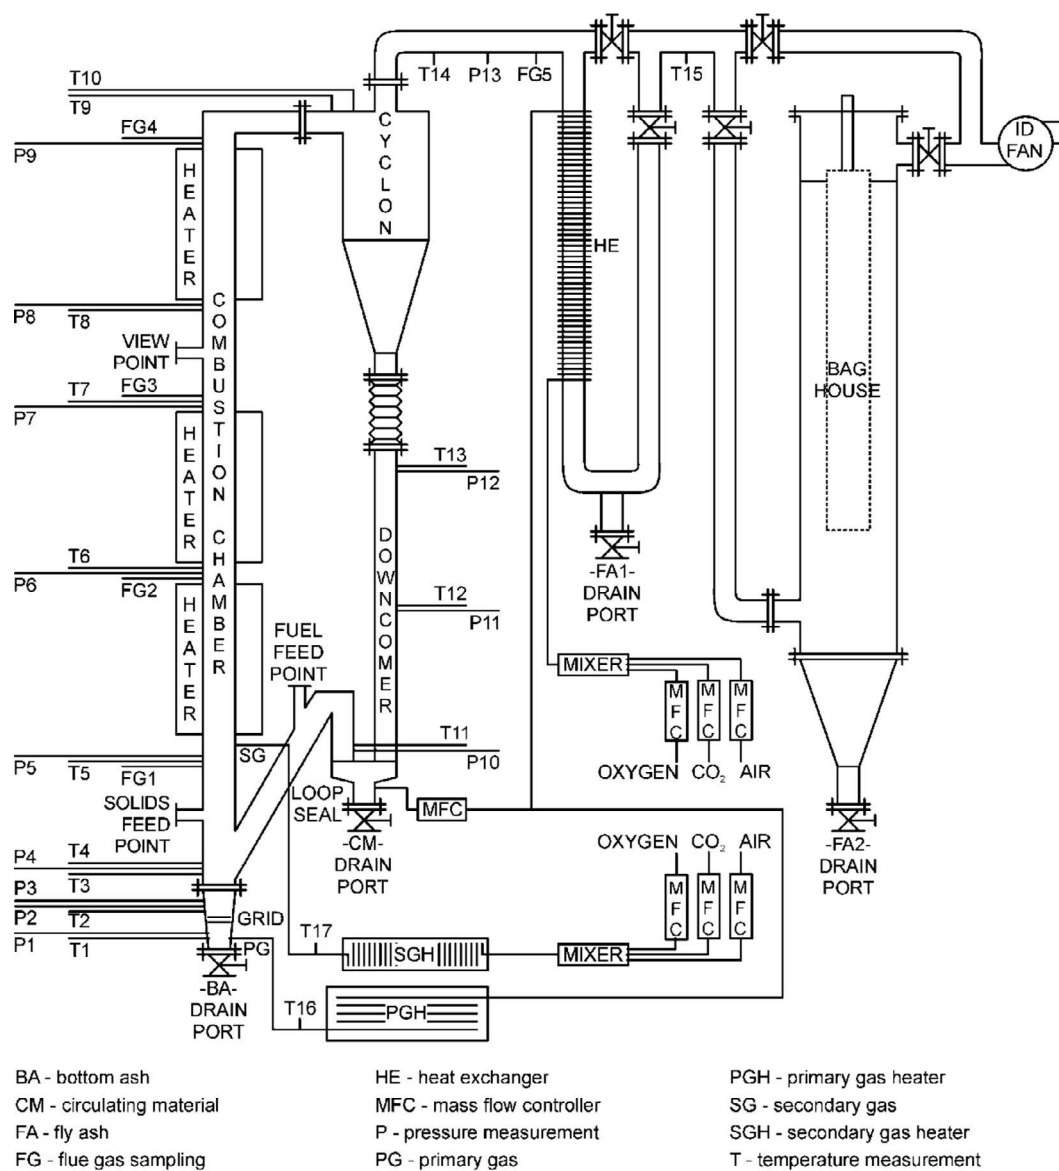 T10
T9
FG4
P9
HEATER
CYCLON
T14
P13
FG5
T15
ID
FAN
HE
COMBUSTION CHAMBER
P8
T8
VIEW
POINT
T7
FG3
P7
HEATER
BAG
HOUSE
T13
P12
T6
P6
FG2
HEATER
DOWNCOMER
-FA1-
DRAIN
PORT
T12
P11
FUEL
FEED
POINT
MIXER
MFC
MFC
MFC
OXYGEN
CO₂
AIR
SG
T11
P10
P5
T5
FG1
SOLIDS
FEED
POINT
LOOP
SEAL
MFC
-CM-
DRAIN
PORT
-FA2-
DRAIN
PORT
OXYGEN
CO₂
AIR
MFC
MFC
MFC
P4
T4
T3
P3
P2
T2
GRID
P1
T1
PG
T17
SGH
MIXER
-BA-
DRAIN
PORT
T16
PGH
BA - bottom ash
CM - circulating material
FA - fly ash
FG - flue gas sampling
HE - heat exchanger
MFC - mass flow controller
P - pressure measurement
PG - primary gas
PGH - primary gas heater
SG - secondary gas
SGH - secondary gas heater
T - temperature measurement